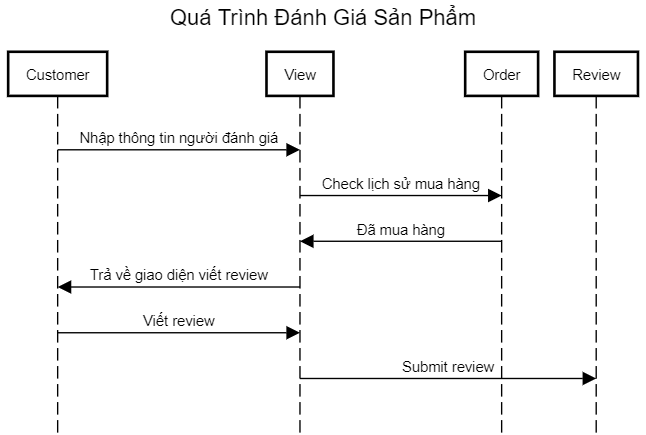 Quá Trình Đánh Giá Sản Phẩm
Customer
View
Order
Review
Nhập thông tin người đánh giá
Check lịch sử mua hàng
Đã mua hàng
Trả về giao diện viết review
Viết review
Submit review